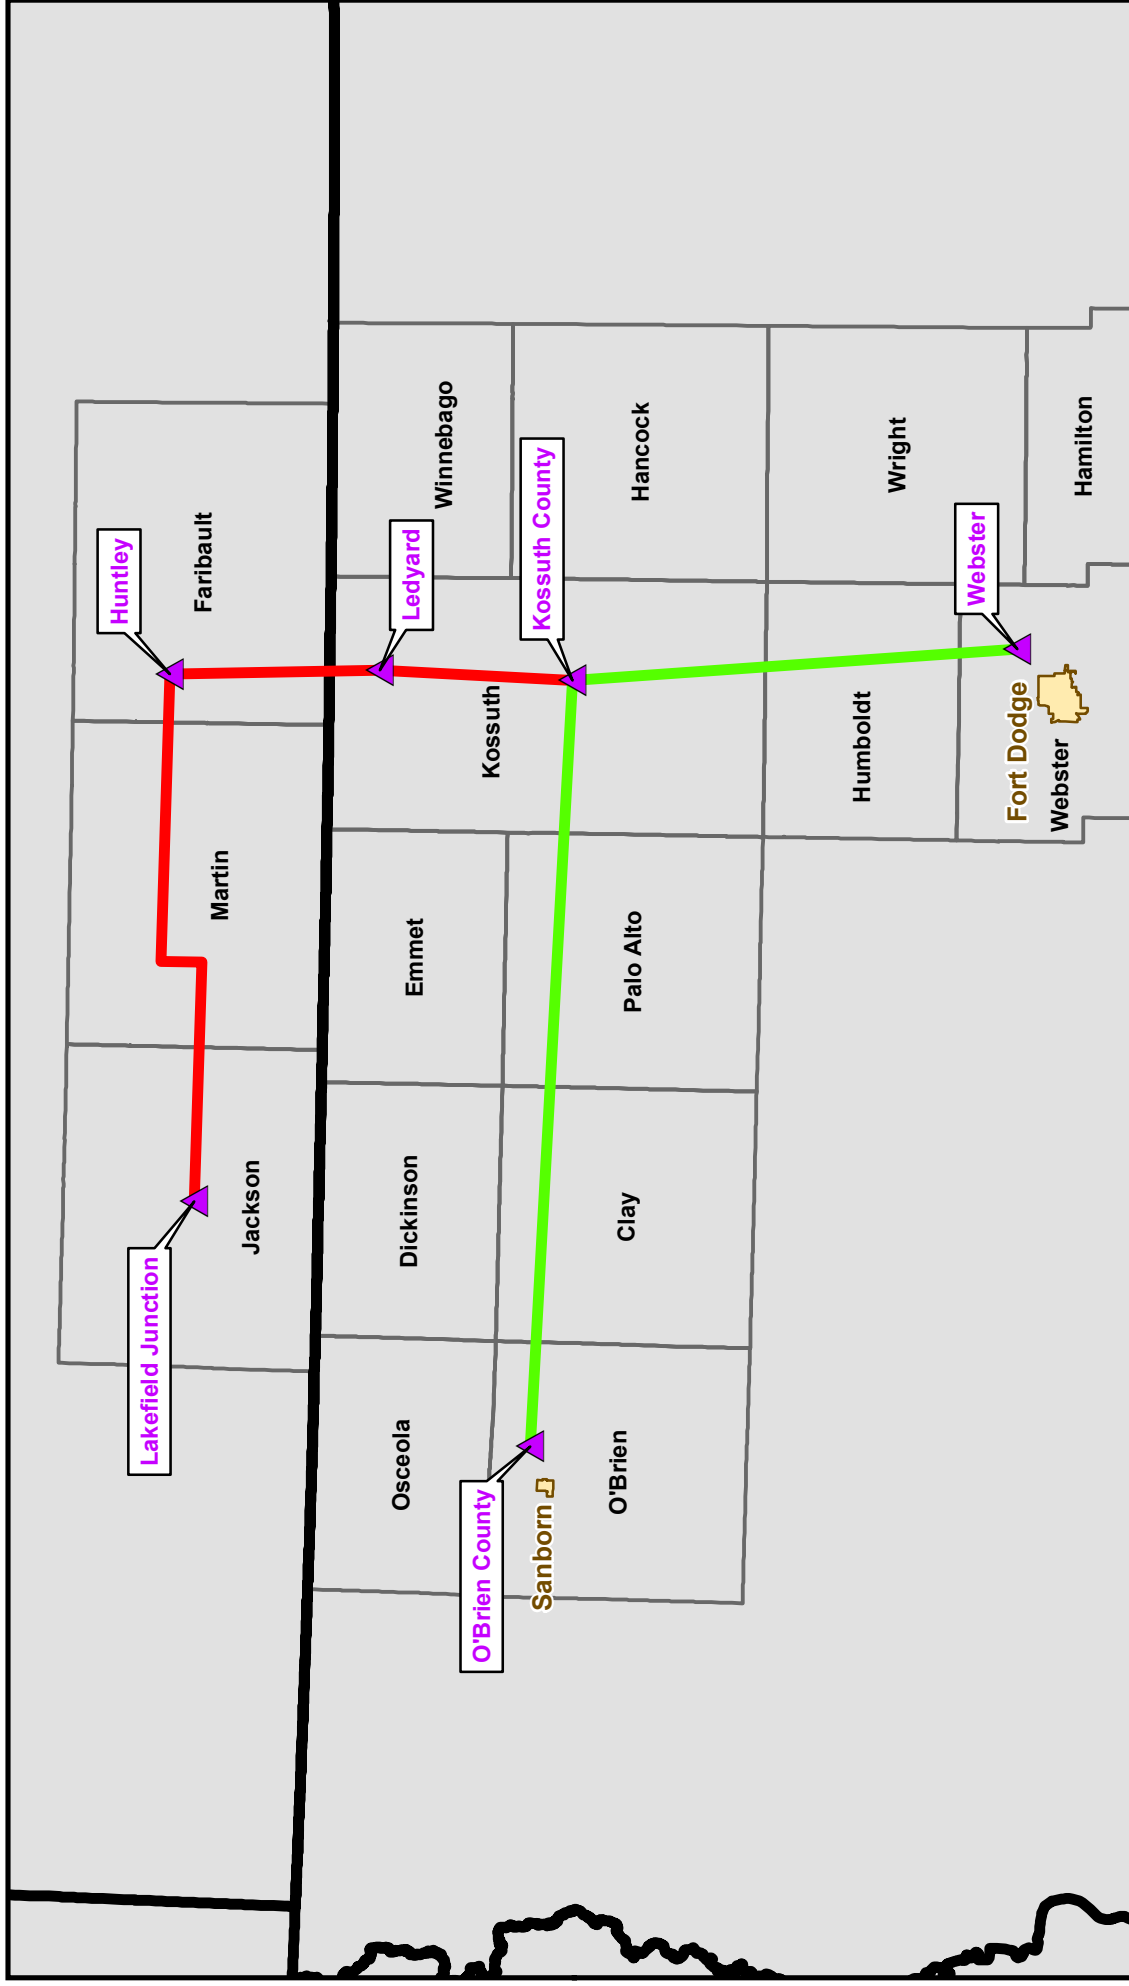 Lakefield Junction
Huntley
Jackson
Martin
Faribault
Ledyard
Osceola
Dickinson
Emmet
Winnebago
O'Brien County
Kossuth
Kossuth County
Sanborn
O'Brien
Clay
Palo Alto
Hancock
Humboldt
Wright
Webster
Fort Dodge
Webster
Hamilton